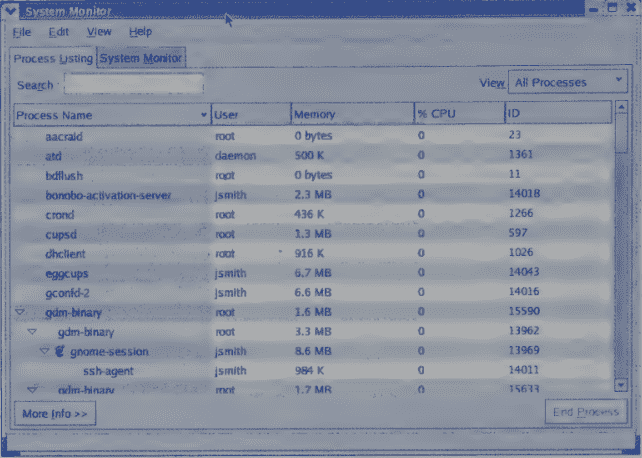 System Monitor
File Edit View Help
Process Listing System Monitor
Search View All Processes
Process Name User Memory % CPU ID
aacraid root 0 bytes 0 23
atd daemon 500 K 0 1361
bdflush root 0 bytes 0 11
bonobo-activation-server jsmith 2.3 MB 0 14018
crond root 436 K 0 1266
cupsd root 1.3 MB 0 597
dhclient root 916 K 0 1026
eggcups jsmith 6.7 MB 0 14043
gconfd-2 jsmith 6.6 MB 0 14016
gdm-binary root 1.6 MB 0 15590
gdm-binary root 3.3 MB 0 13962
gnome-session jsmith 8.6 MB 0 13969
ssh-agent jsmith 984 K 0 14011
gdm-binary root 1.7 MB 0 15633
More Info >> End Process